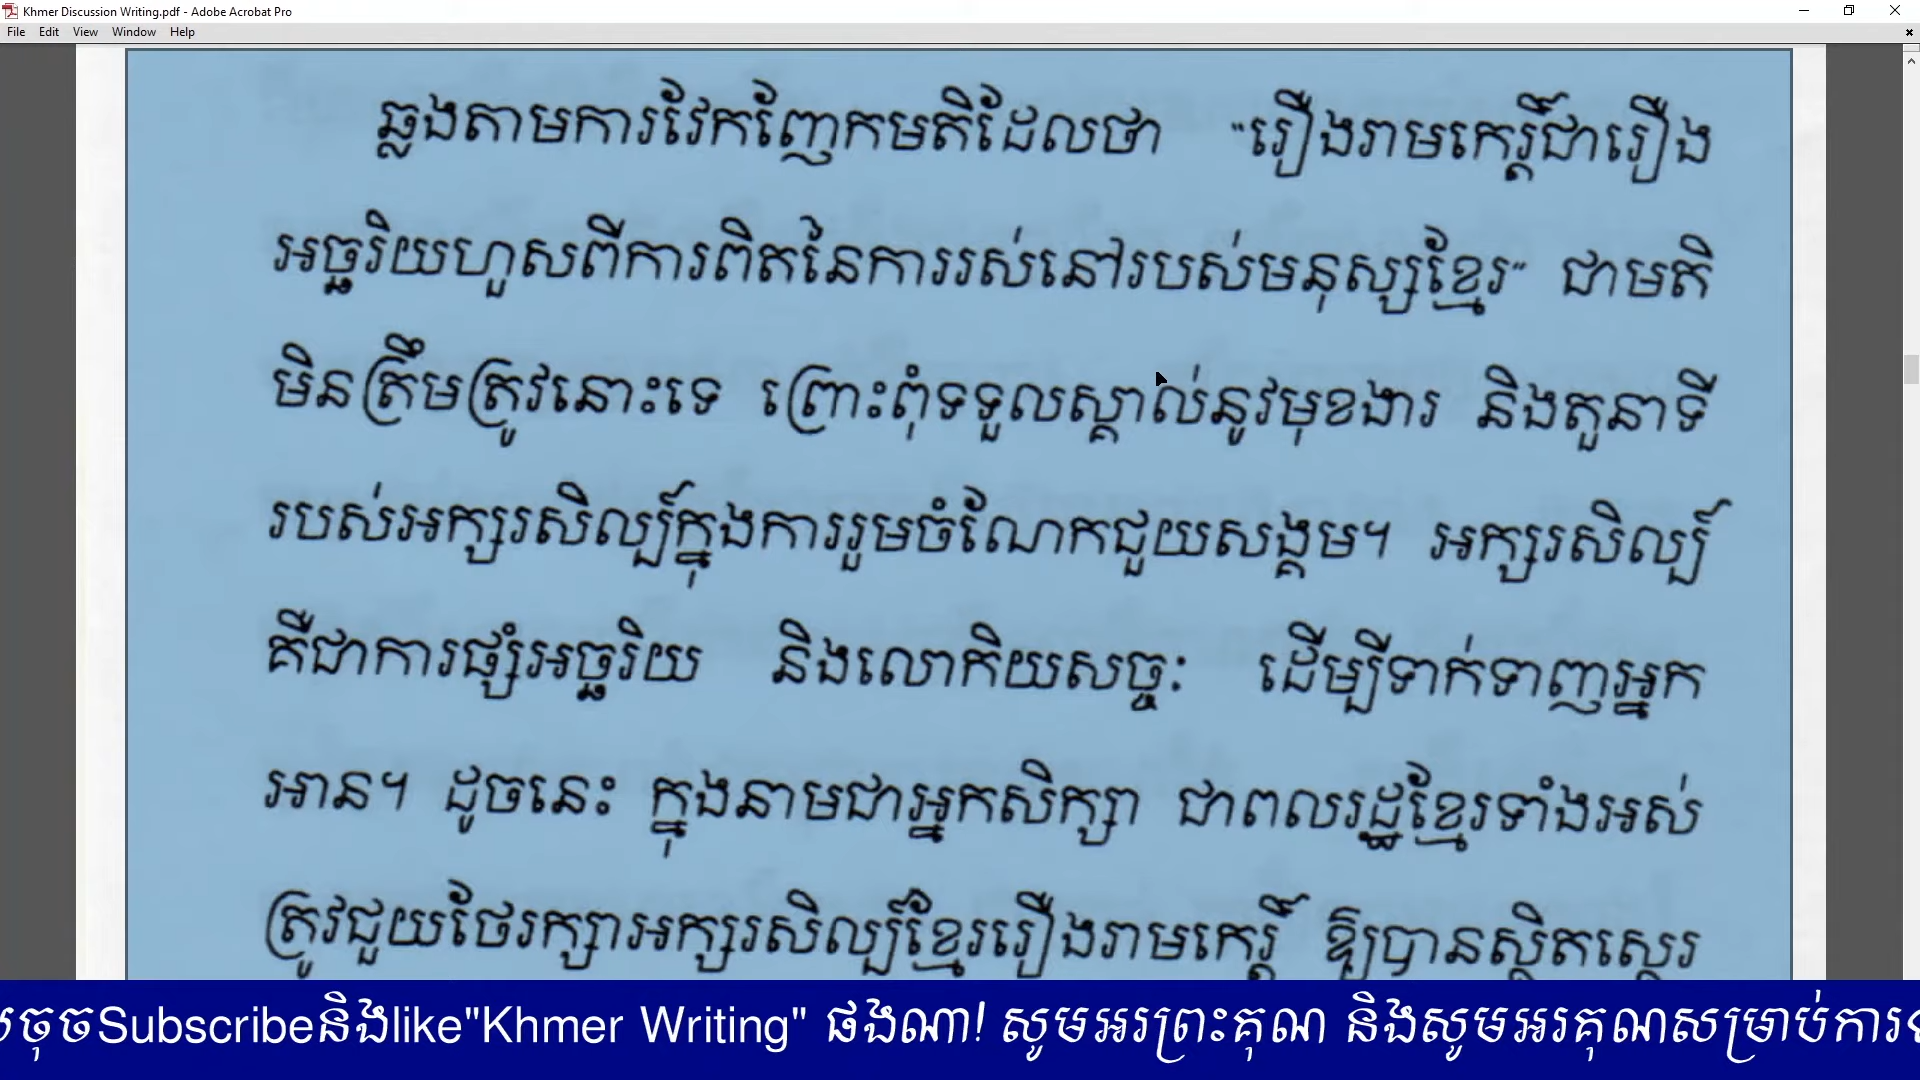 Khmer Discussion Writing.pdf - Adobe Acrobat Pro
File Edit View Window Help
ឆ្លងតាមការវែកញែកមតិដែលថា "រឿងរាមកេរ្តិ៍ជារឿង
អច្ឆរិយហួសពីការពិតនៃការរស់នៅរបស់មនុស្សខ្មែរ" ជាមតិ
មិនត្រឹមត្រូវនោះទេ ព្រោះពុំទទួលស្គាល់នូវមុខងារ និងតួនាទី
របស់អក្សរសិល្ប៍ក្នុងការរួមចំណែកជួយសង្គម។ អក្សរសិល្ប៍
គឺជាការផ្សំអច្ឆរិយ និងលោកិយសច្ចៈ ដើម្បីទាក់ទាញអ្នក
អាន។ ដូចនេះ ក្នុងនាមជាអ្នកសិក្សា ជាពលរដ្ឋខ្មែរទាំងអស់
ត្រូវជួយថែរក្សាអក្សរសិល្ប៍ខ្មែររឿងរាមកេរ្តិ៍ ឱ្យបានស្ថិតស្ថេរ
ចុចSubscribeនិងlike"Khmer Writing" ផងណា! សូមអរព្រះគុណ និងសូមអរគុណសម្រាប់ការ